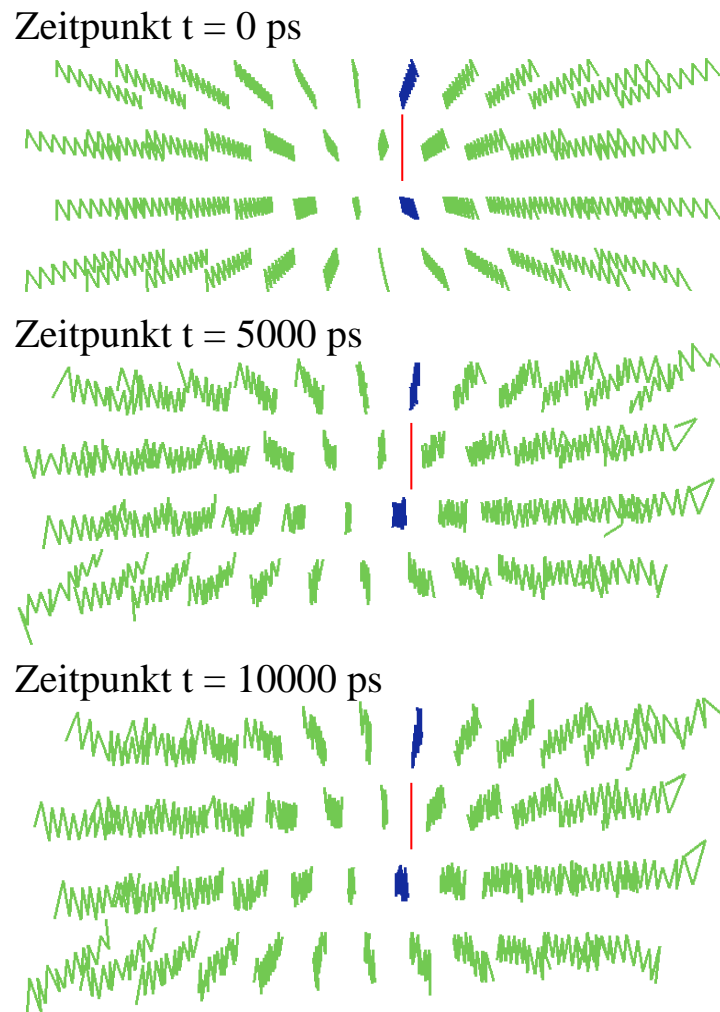 Zeitpunkt t = 0 ps
Zeitpunkt t = 5000 ps
Zeitpunkt t = 10000 ps